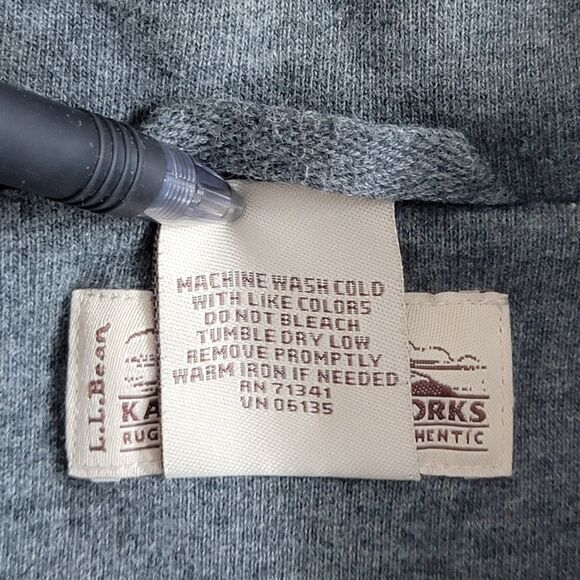 MACHINE WASH COLD
WITH LIKE COLORS
DO NOT BLEACH
TUMBLE DRY LOW
REMOVE PROMPTLY
WARM IRON IF NEEDED
RN 71341
VN 06135
L.L.Bean
KA ORKS
RUG HENTIC